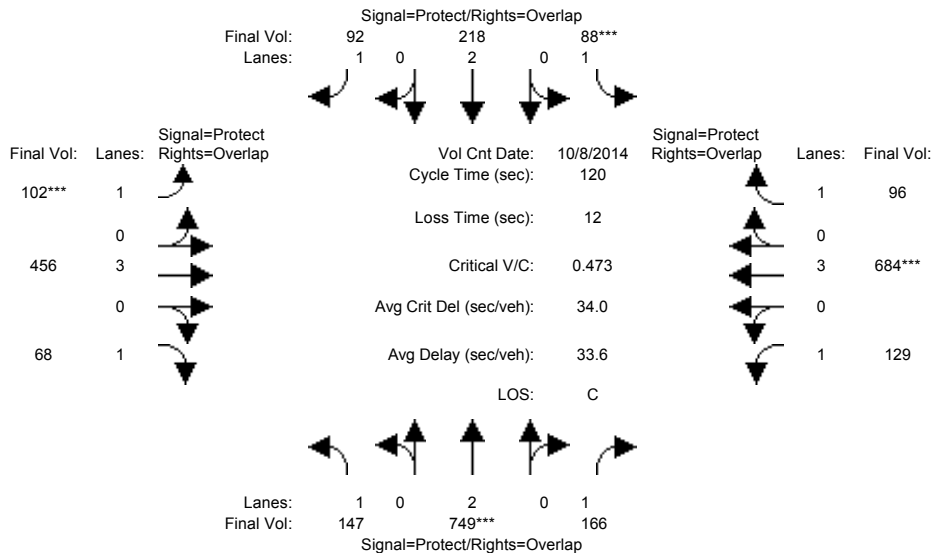 Signal=Protect/Rights=Overlap
Final Vol: 92 218 88***
Lanes: 1 0 2 0 1
Signal=Protect
Final Vol: Lanes: Rights=Overlap
Vol Cnt Date: 10/8/2014
Signal=Protect
Rights=Overlap Lanes: Final Vol:
Cycle Time (sec): 120
102*** 1
1 96
Loss Time (sec): 12
0
0
456 3
Critical V/C: 0.473
3 684***
0
Avg Crit Del (sec/veh): 34.0
0
68 1
Avg Delay (sec/veh): 33.6
1 129
LOS: C
Lanes: 1 0 2 0 1
Final Vol: 147 749*** 166
Signal=Protect/Rights=Overlap